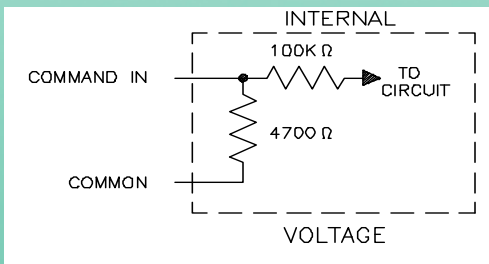 INTERNAL
100K Ω
COMMAND IN
TO
CIRCUIT
4700 Ω
COMMON
VOLTAGE